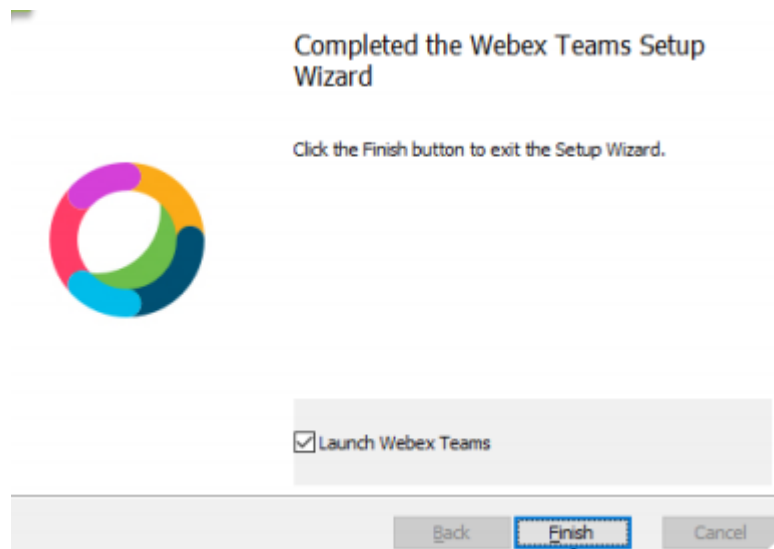 Completed the Webex Teams Setup
Wizard
Click the Finish button to exit the Setup Wizard.
Launch Webex Teams
Back Finish Cancel